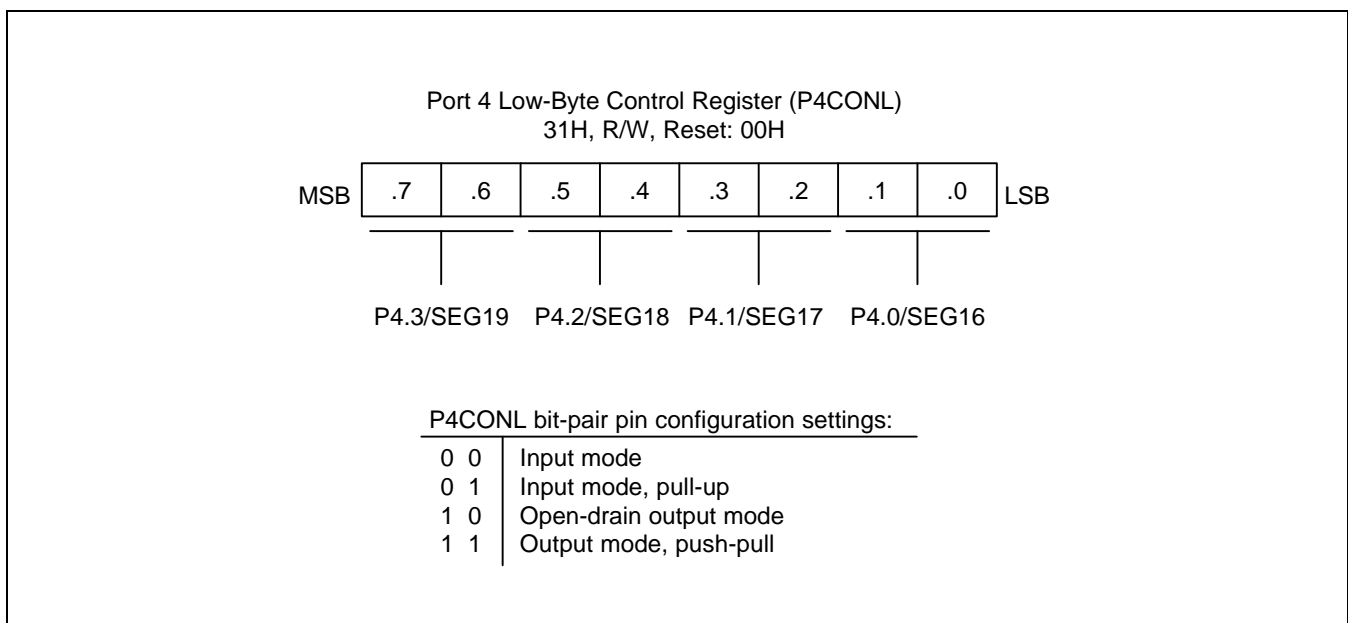 Port 4 Low-Byte Control Register (P4CONL)
31H, R/W, Reset: 00H
MSB .7 .6 .5 .4 .3 .2 .1 .0 LSB
P4.3/SEG19 P4.2/SEG18 P4.1/SEG17 P4.0/SEG16
P4CONL bit-pair pin configuration settings:
0 0 Input mode
0 1 Input mode, pull-up
1 0 Open-drain output mode
1 1 Output mode, push-pull